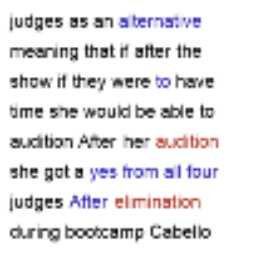 judges as an alternative
meaning that if after the
show if they were to have
time she would be able to
audition After her audition
she got a yes from all four
judges After elimination
during bootcamp Cabello